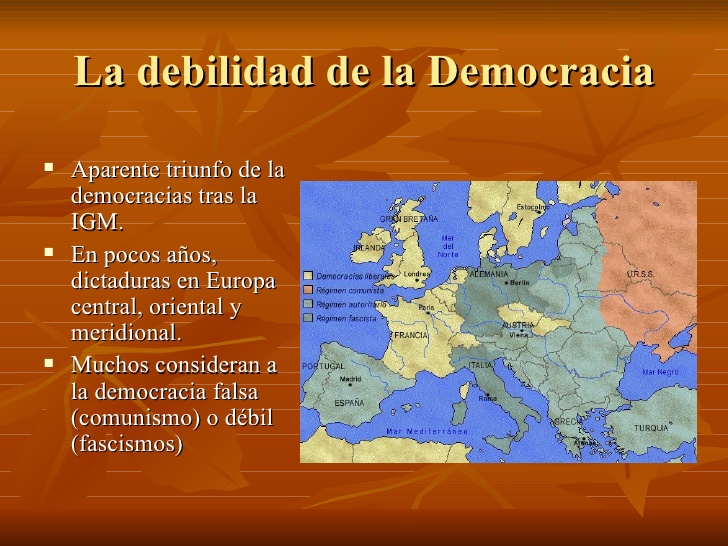 La debilidad de la Democracia
Aparente triunfo de la
democracias tras la
IGM.
En pocos años,
dictaduras en Europa
central, oriental y
meridional.
Muchos consideran a
la democracia falsa
(comunismo) o débil
(fascismos)
Estocolmo
GRAN BRETAÑA
Mar
del
Norte
IRLANDA
Londres
ALEMANIA
Berlín
U.R.S.S.
Democracias liberales
Régimen comunista
Régimen autoritario
Régimen fascista
París
FRANCIA
AUSTRIA
Viena
PORTUGAL
Madrid
ESPAÑA
ITALIA
Roma
Mar Negro
GRECIA
Atenas
TURQUÍA
Mar Mediterráneo